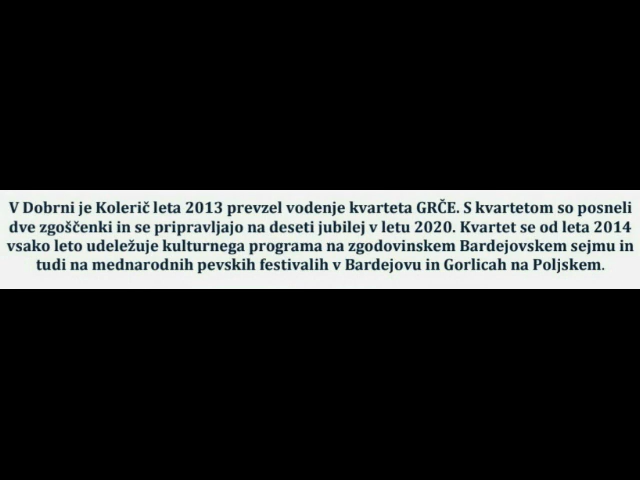 V Dobrni je Kolerič leta 2013 prevzel vodenje kvarteta GRČE. S kvartetom so posneli
dve zgoščenki in se pripravljajo na deseti jubilej v letu 2020. Kvartet se od leta 2014
vsako leto udeležuje kulturnega programa na zgodovinskem Bardejovskem sejmu in
tudi na mednarodnih pevskih festivalih v Bardejovu in Gorlicah na Poljskem.